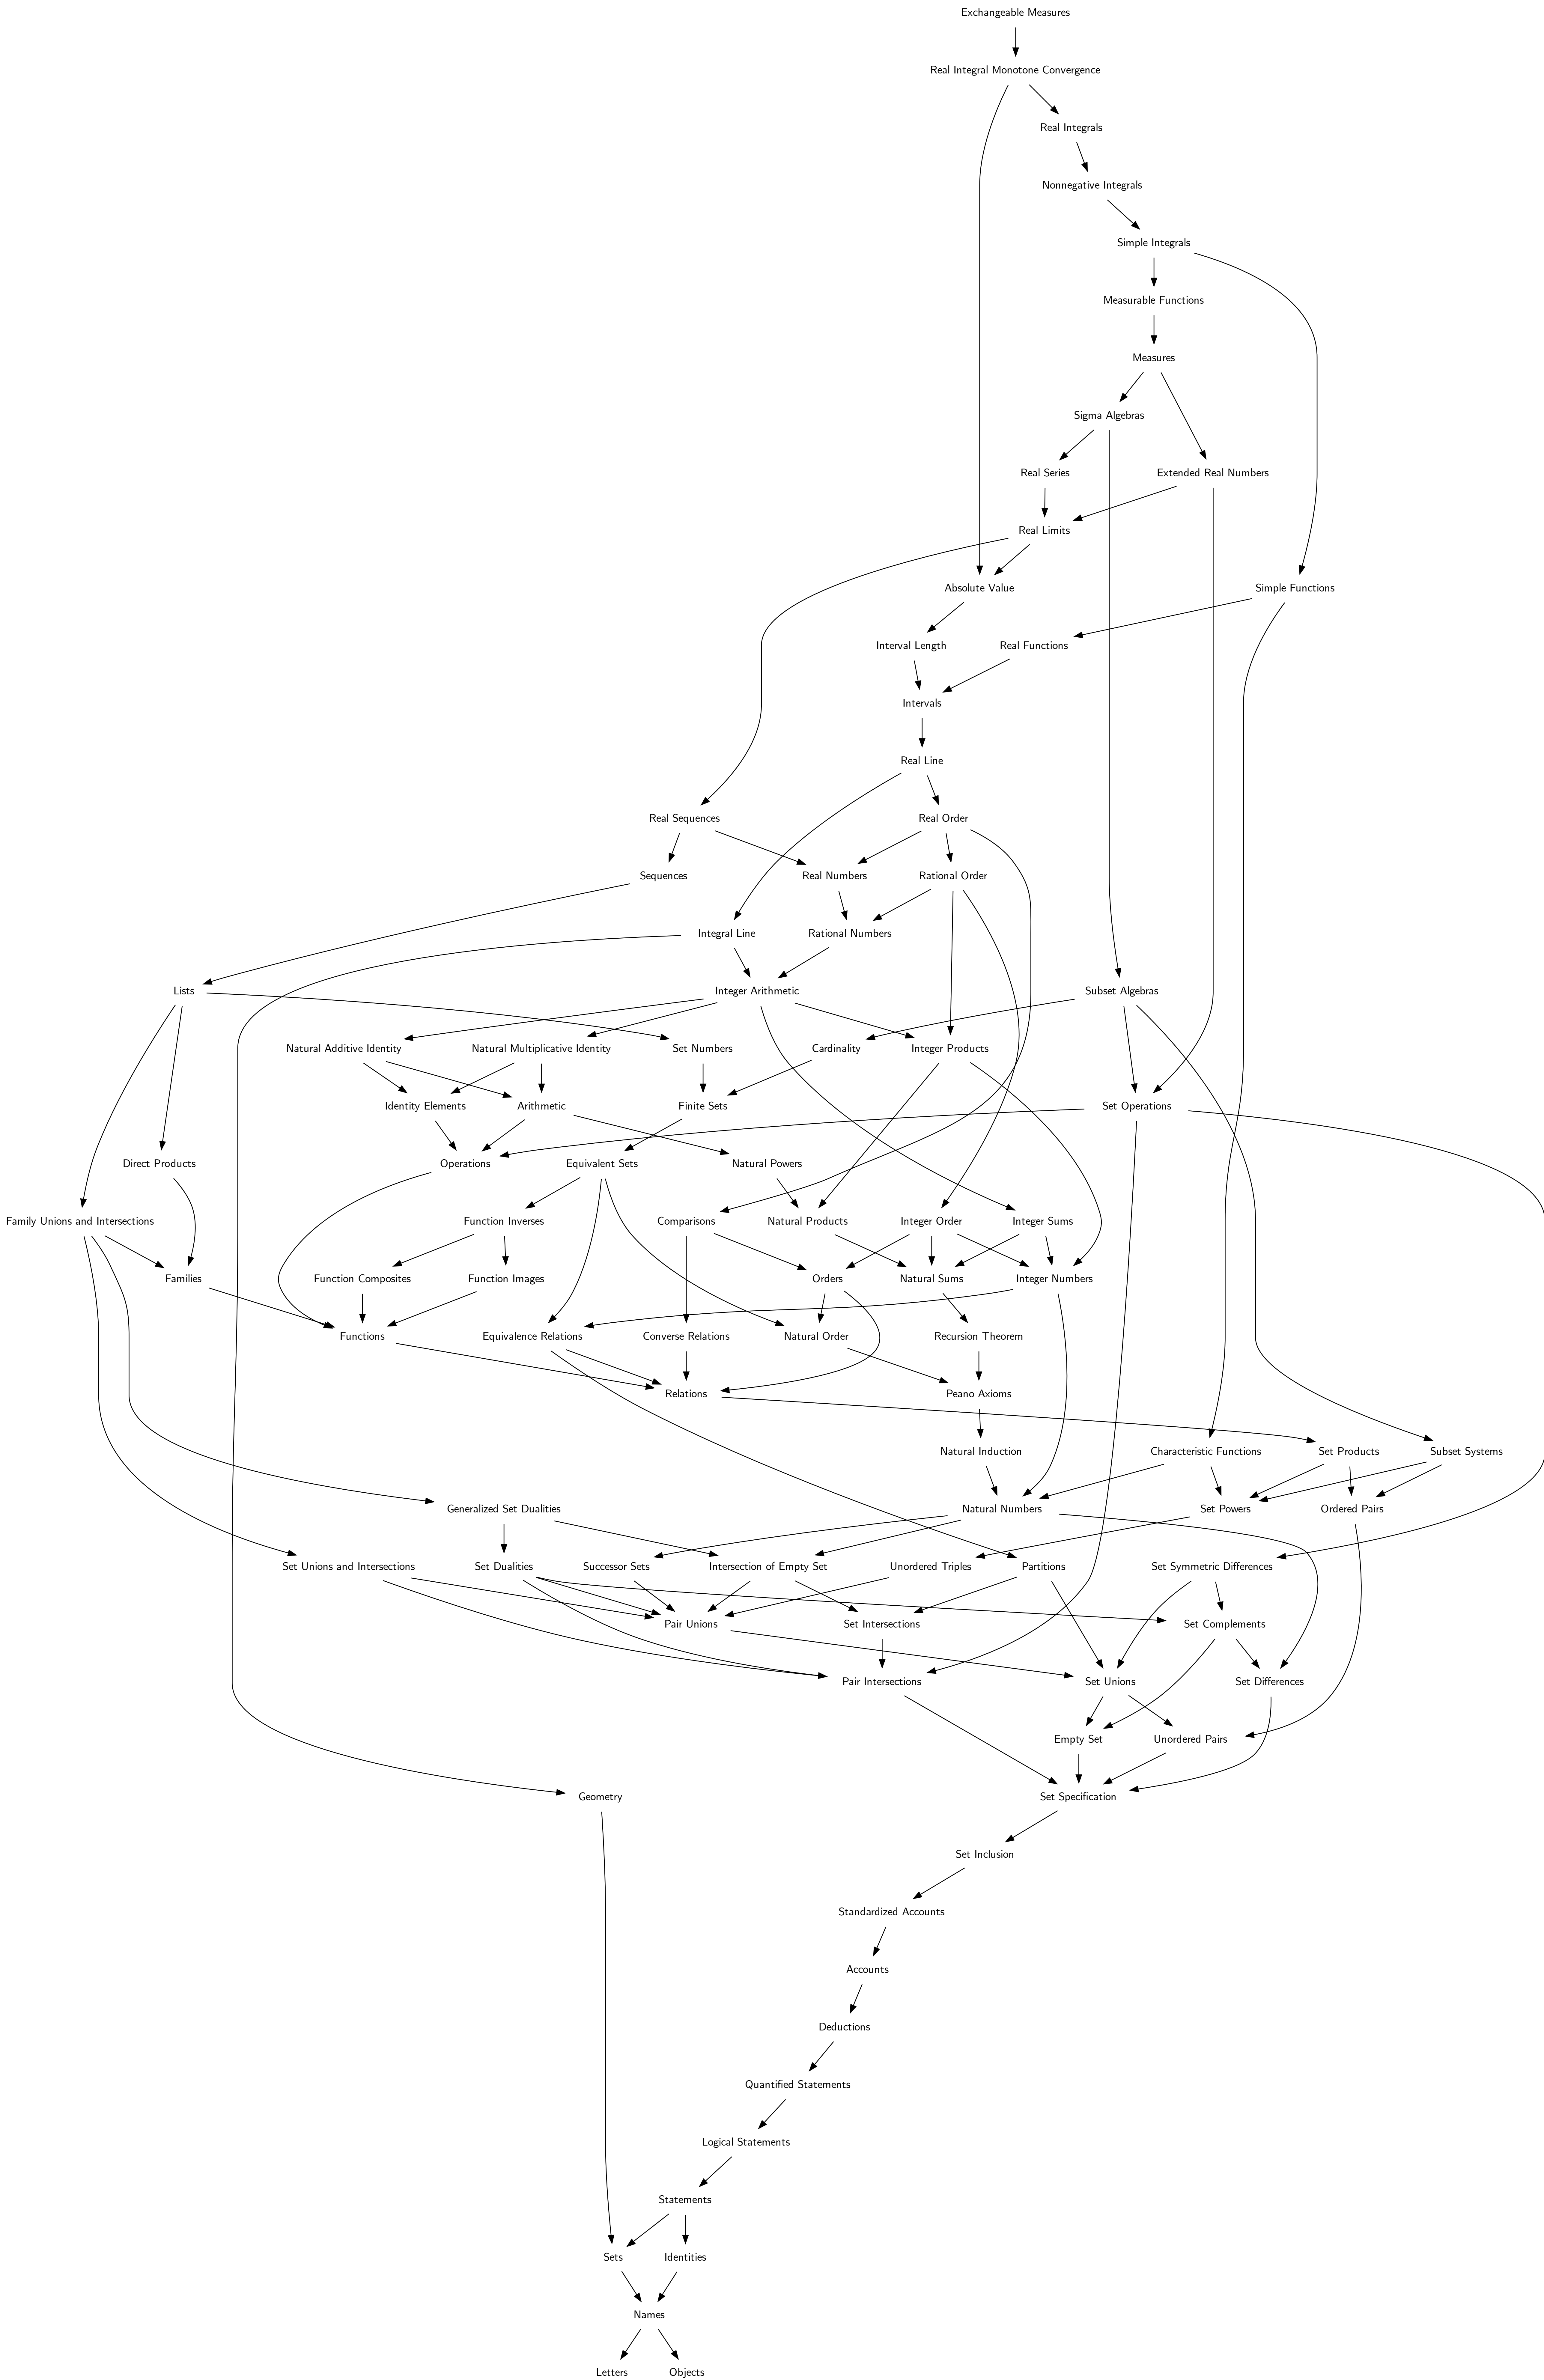 Exchangeable Measures
Real Integral Monotone Convergence
Real Integrals
Nonnegative Integrals
Simple Integrals
Measurable Functions
Measures
Sigma Algebras
Real Series
Extended Real Numbers
Real Limits
Absolute Value
Simple Functions
Interval Length
Real Functions
Intervals
Real Line
Real Sequences
Real Order
Sequences
Real Numbers
Rational Order
Integral Line
Rational Numbers
Lists
Integer Arithmetic
Subset Algebras
Natural Additive Identity
Natural Multiplicative Identity
Set Numbers
Cardinality
Integer Products
Identity Elements
Arithmetic
Finite Sets
Set Operations
Direct Products
Operations
Equivalent Sets
Natural Powers
Family Unions and Intersections
Function Inverses
Comparisons
Natural Products
Integer Order
Integer Sums
Families
Function Composites
Function Images
Orders
Natural Sums
Integer Numbers
Functions
Equivalence Relations
Converse Relations
Natural Order
Recursion Theorem
Relations
Peano Axioms
Natural Induction
Characteristic Functions
Set Products
Subset Systems
Generalized Set Dualities
Natural Numbers
Set Powers
Ordered Pairs
Set Unions and Intersections
Set Dualities
Successor Sets
Intersection of Empty Set
Unordered Triples
Partitions
Set Symmetric Differences
Pair Unions
Set Intersections
Set Complements
Pair Intersections
Set Unions
Set Differences
Empty Set
Unordered Pairs
Geometry
Set Specification
Set Inclusion
Standardized Accounts
Accounts
Deductions
Quantified Statements
Logical Statements
Statements
Sets
Identities
Names
Letters
Objects